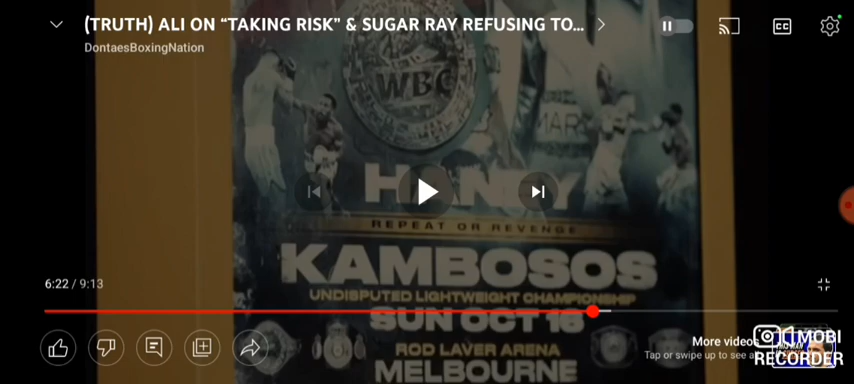 (TRUTH) ALI ON “TAKING RISK” & SUGAR RAY REFUSING TO...
DontaesBoxingNation
CC
WBC
HANEY
REPEAT OR REVENGE
KAMBOSOS
UNDISPUTED LIGHTWEIGHT CHAMPIONSHIP
6:22 / 9:13
SUN OCT 16
ROD LAVER ARENA
MELBOURNE
More videos
Tap or swipe up to see a
MOBI
RECORDER